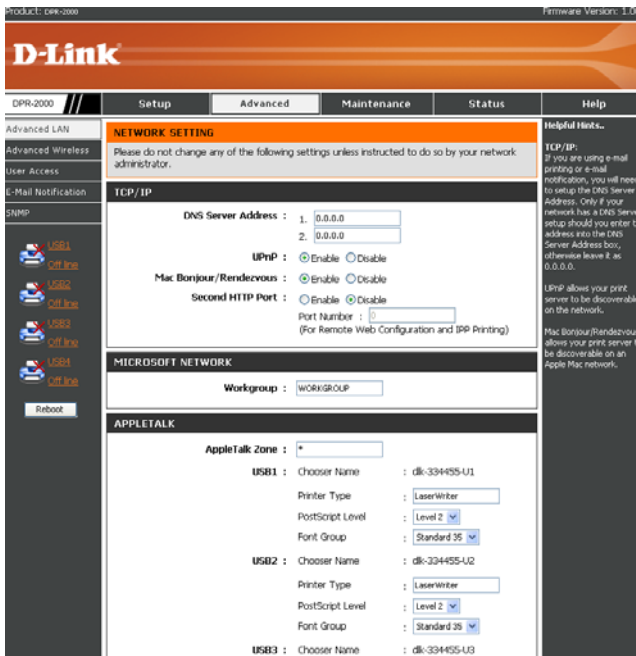 Product: DPR-2000
Firmware Version: 1.0
D-Link
DPR-2000
Setup
Advanced
Maintenance
Status
Help
Advanced LAN
Advanced Wireless
User Access
E-Mail Notification
SNMP
USB1
Off line
USB2
Off line
USB3
Off line
USB4
Off line
Reboot
NETWORK SETTING
Please do not change any of the following settings unless instructed to do so by your network
administrator.
TCP/IP
DNS Server Address :
1. 0.0.0.0
2. 0.0.0.0
UPnP : Enable Disable
Mac Bonjour/Rendezvous : Enable Disable
Second HTTP Port : Enable Disable
Port Number : 0
(For Remote Web Configuration and IPP Printing)
MICROSOFT NETWORK
Workgroup : WORKGROUP
APPLETALK
AppleTalk Zone : *
USB1 : Chooser Name : dlk-334455-U1
Printer Type : LaserWriter
PostScript Level : Level 2
Font Group : Standard 35
USB2 : Chooser Name : dlk-334455-U2
Printer Type : LaserWriter
PostScript Level : Level 2
Font Group : Standard 35
USB3 : Chooser Name : dlk-334455-U3
Helpful Hints..
TCP/IP:
If you are using e-mail
printing or e-mail
notification, you will need
to setup the DNS Server
Address. Only if your
network has a DNS Serve
setup should you enter t
address into the DNS
Server Address box,
otherwise leave it as
0.0.0.0.
UPnP allows your print
server to be discoverabl
on the network.
Mac Bonjour/Rendezvou
allows your print server t
be discoverable on an
Apple Mac network.